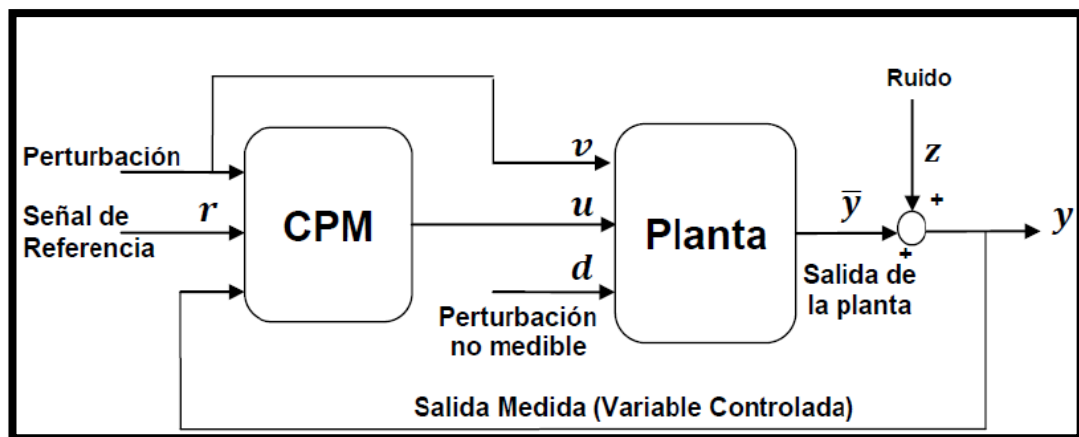 Ruido
z
+
Perturbación
v
Señal de
Referencia
r
CPM
u
Planta
y̅
y
+
d
Salida de
la planta
Perturbación
no medible
Salida Medida (Variable Controlada)